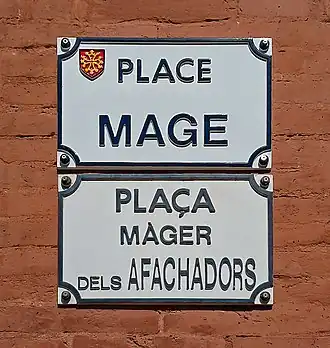 PLACE
MAGE
PLAÇA
MÀGER
DELS AFACHADORS